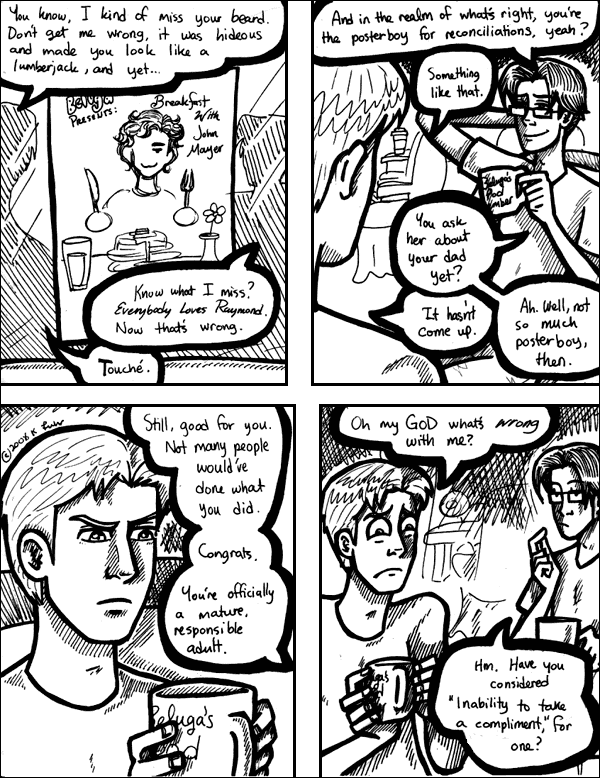 You know, I kind of miss your beard.
Don't get me wrong, it was hideous
and made you look like a
lumberjack, and yet...
Beluga
Presents:
Breakfast
With
John
Mayer
Know what I miss?
Everybody Loves Raymond.
Now that's wrong.
Touché.
And in the realm of what's right, you're
the posterboy for reconciliations, yeah?
Something
like that.
Beluga's
Pod
Member
You ask
her about
your dad
yet?
It hasn't
come up.
Ah. Well, not
so much
posterboy,
then.
©2008 K
Still, good for you.
Not many people
would've
done what
you did.
Congrats.
You're officially
a mature,
responsible
adult.
Beluga's
Pod
Oh my GOD what's wrong
with me?
Hm. Have you
considered
"Inability to take
a compliment," for
one?